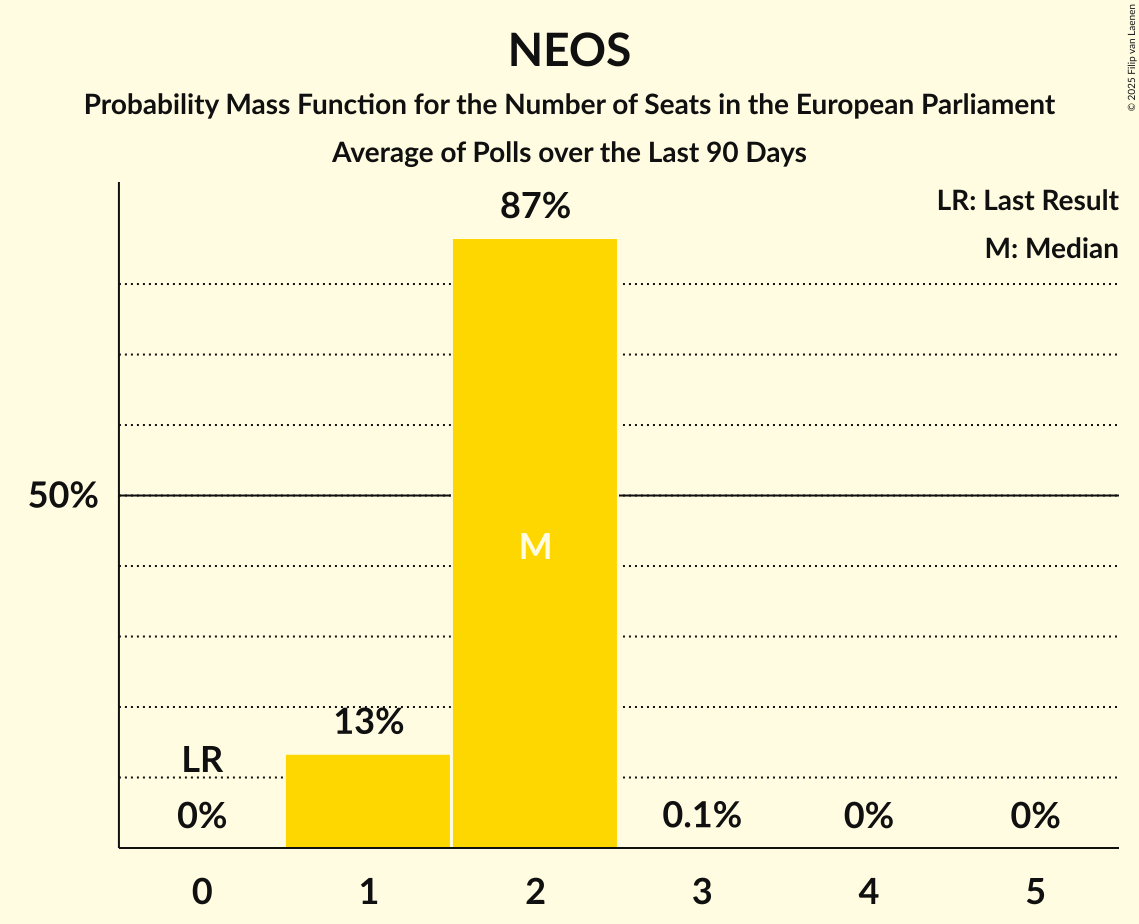 NEOS
Probability Mass Function for the Number of Seats in the European Parliament
Average of Polls over the Last 90 Days
© 2025 Filip van Laenen
LR: Last Result
M: Median
87%
50%
M
13%
LR
0%
0.1%
0%
0%
0 1 2 3 4 5